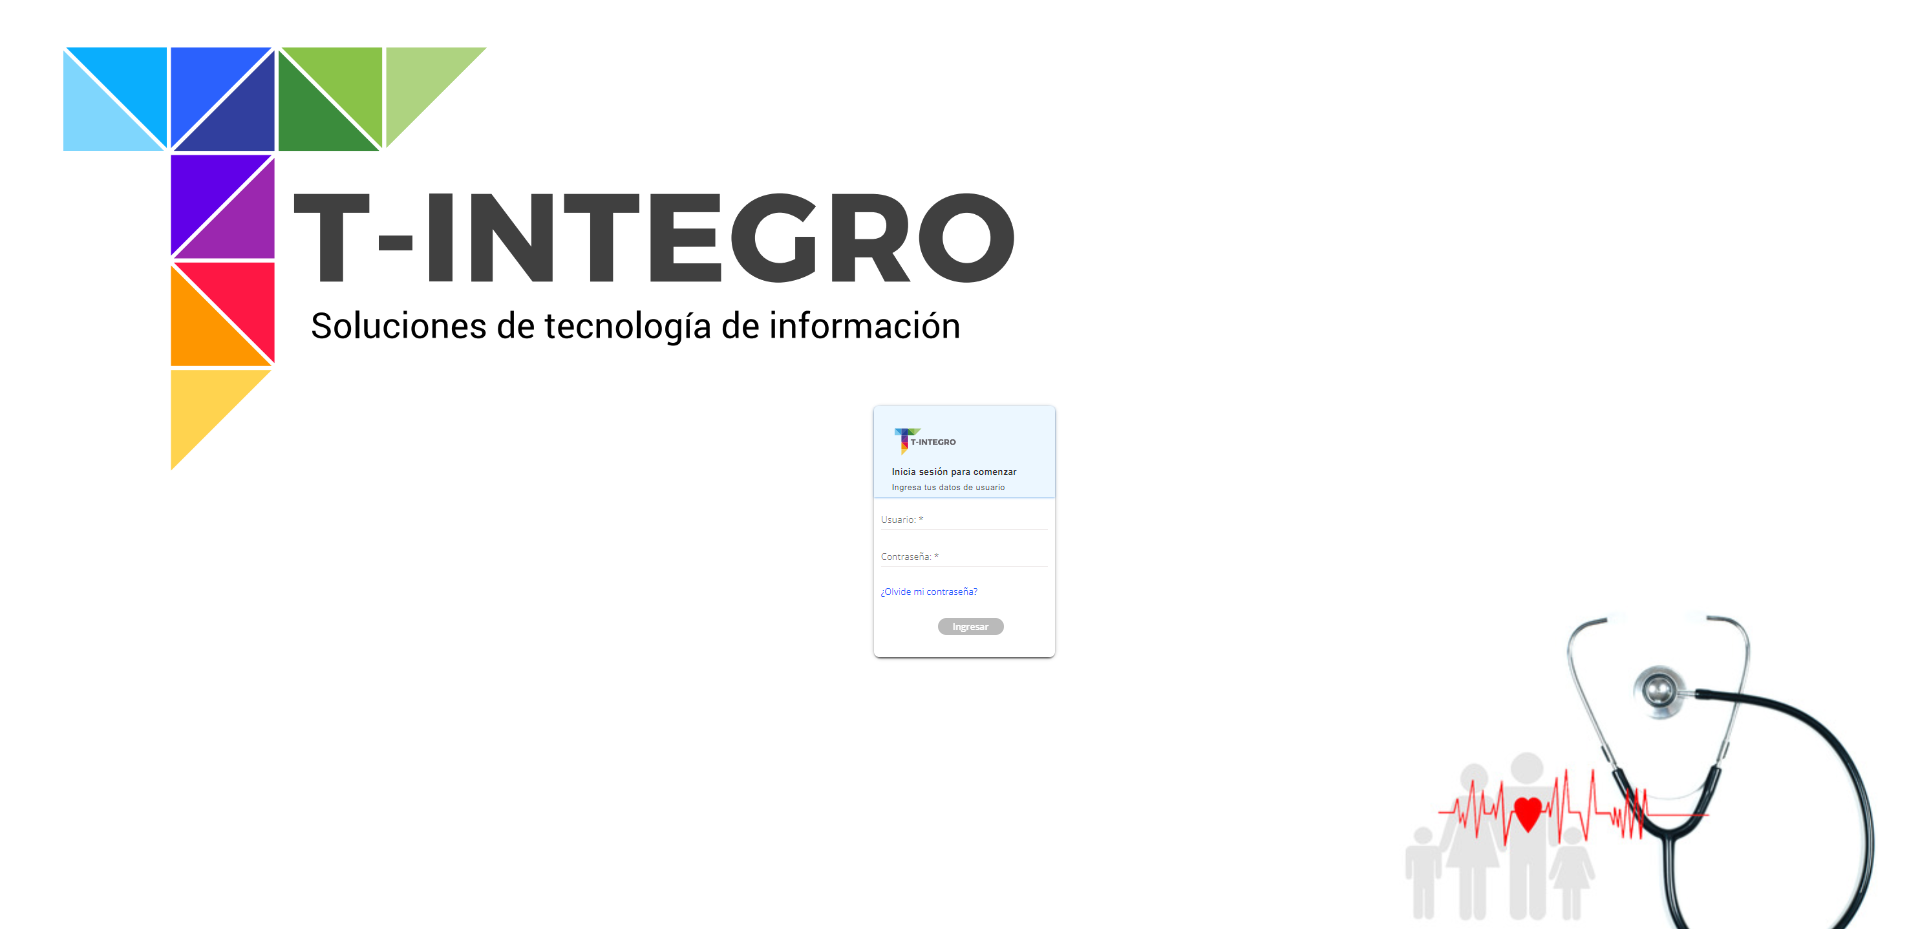 T-INTEGRO
Soluciones de tecnología de información
T-INTEGRO
Inicia sesión para comenzar
Ingresa tus datos de usuario
Usuario: *
Contraseña: *
¿Olvide mi contraseña?
Ingresar